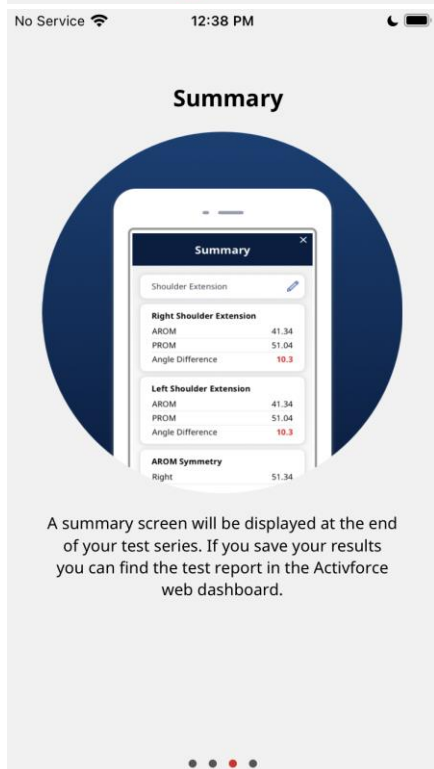 No Service 12:38 PM
Summary
Summary ×
Shoulder Extension
Right Shoulder Extension
AROM 41.34
PROM 51.04
Angle Difference 10.3
Left Shoulder Extension
AROM 41.34
PROM 51.04
Angle Difference 10.3
AROM Symmetry
Right 51.34
A summary screen will be displayed at the end
of your test series. If you save your results
you can find the test report in the Activforce
web dashboard.